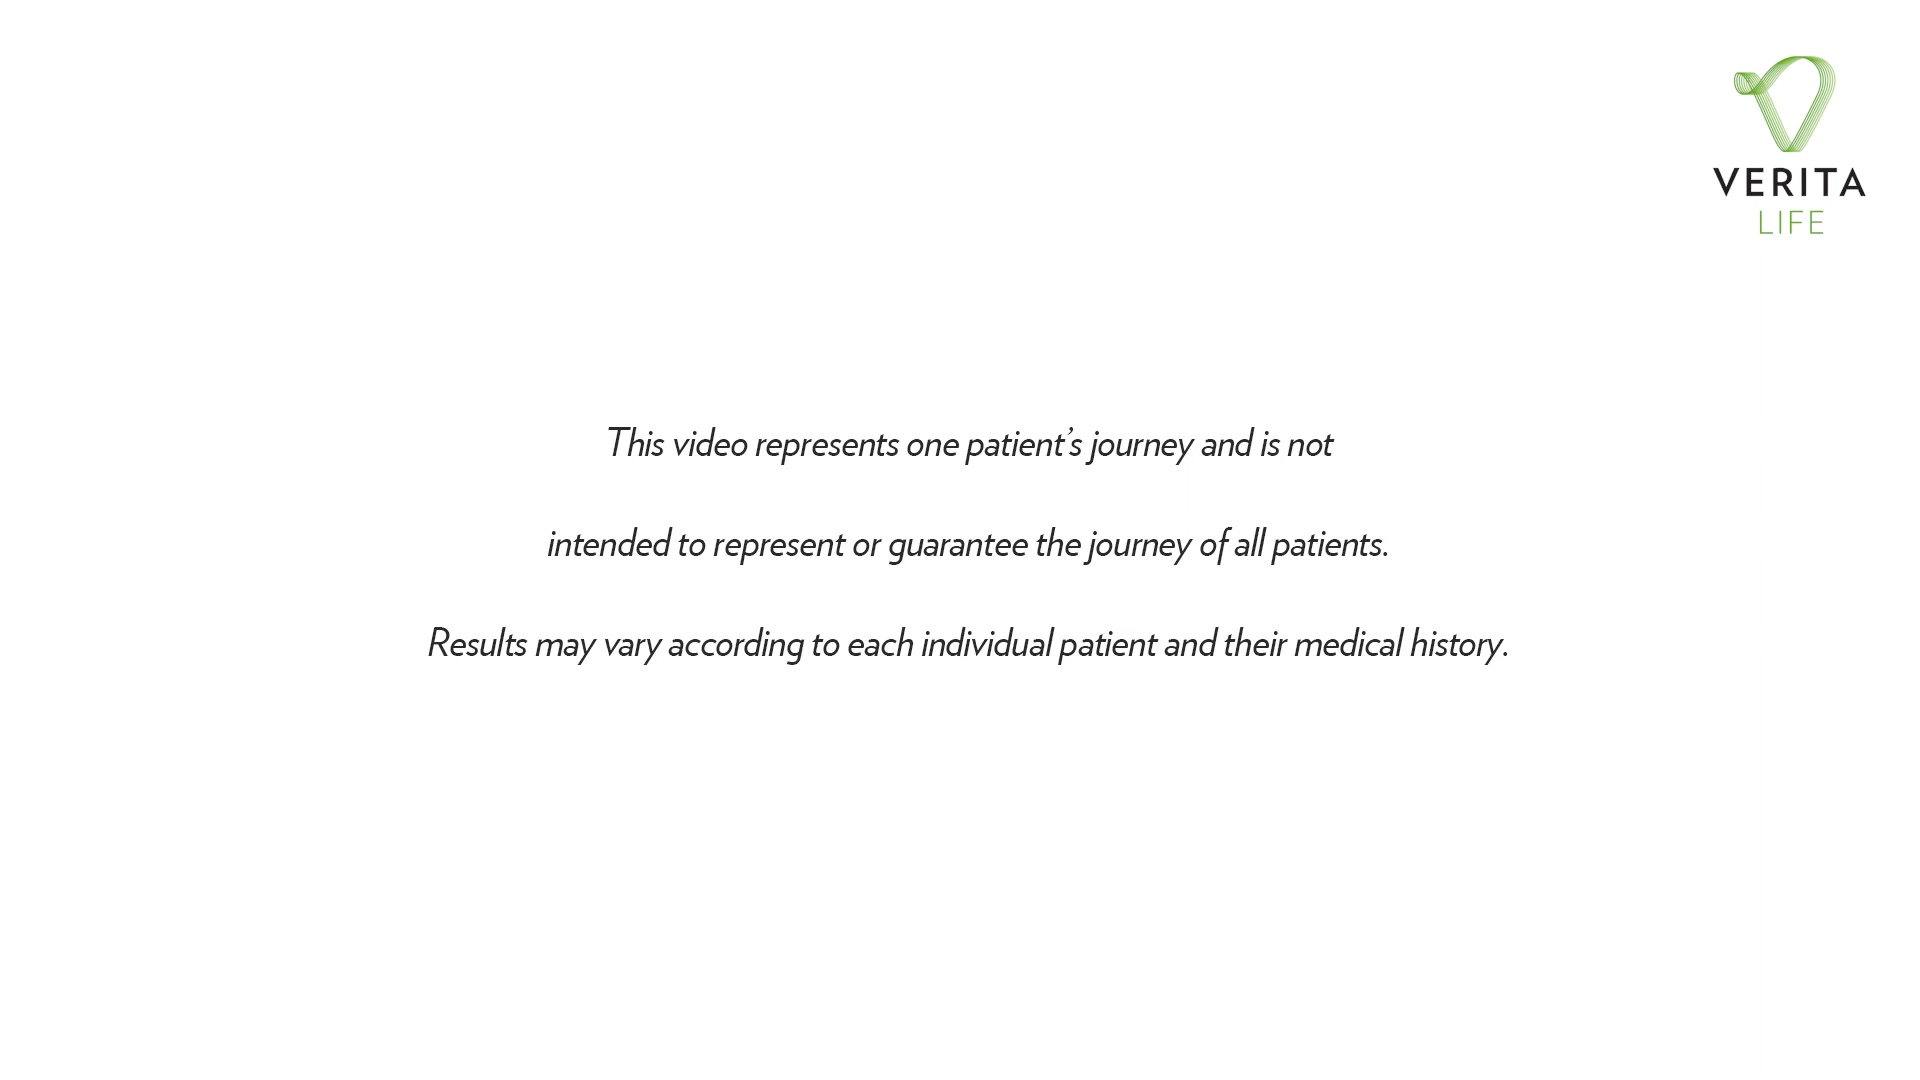 VERITA
LIFE
This video represents one patient’s journey and is not
intended to represent or guarantee the journey of all patients.
Results may vary according to each individual patient and their medical history.